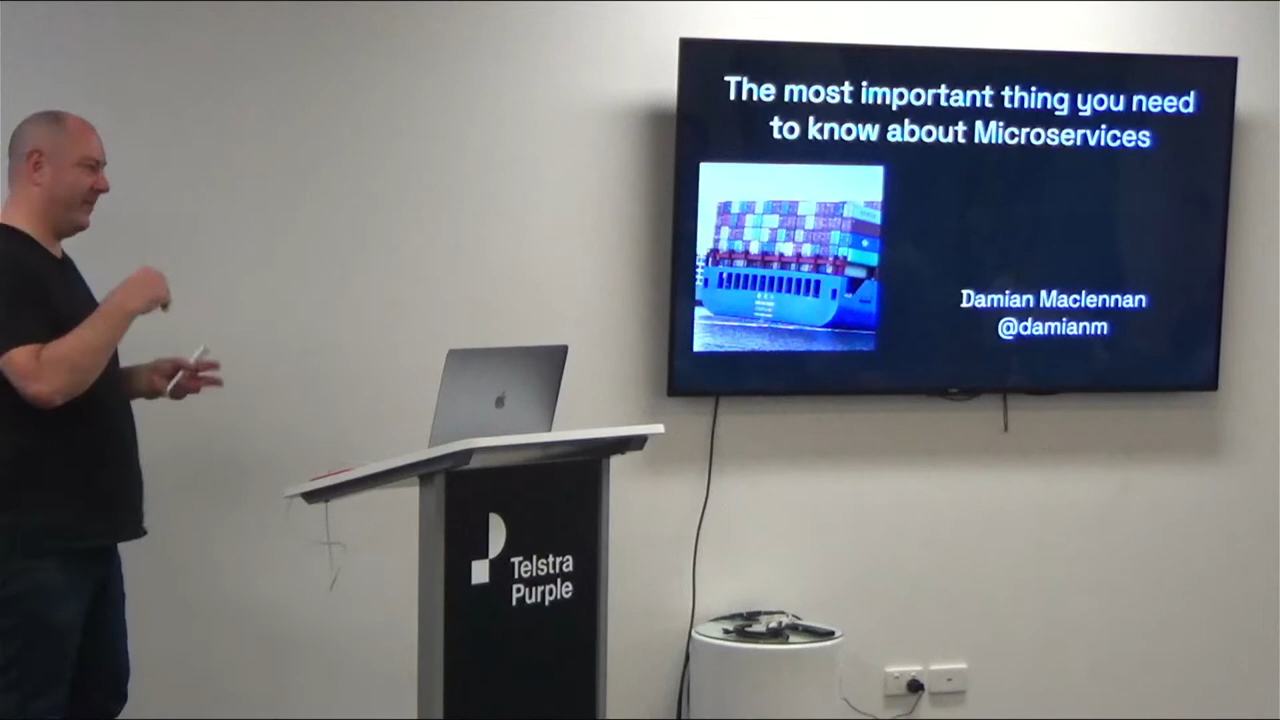 The most important thing you need
to know about Microservices
Damian Maclennan
@damianm
Telstra
Purple